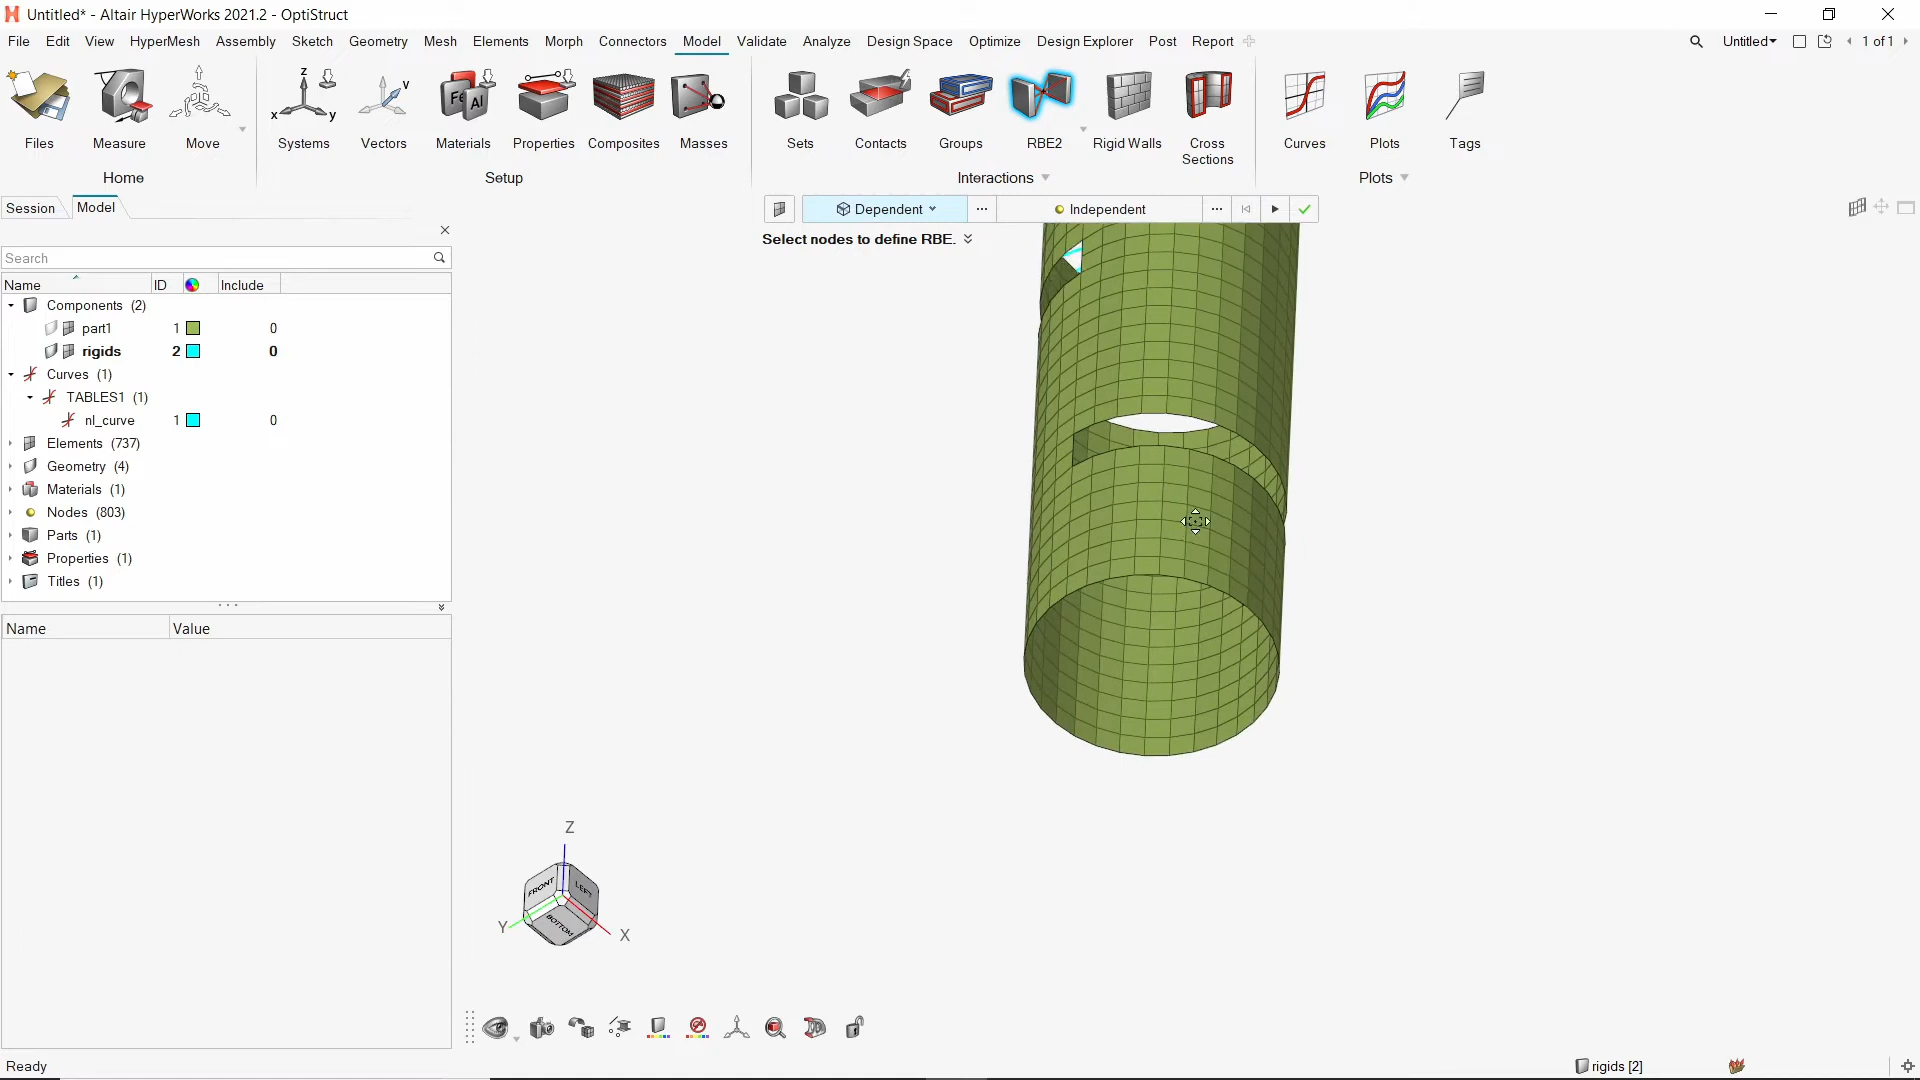 Untitled* - Altair HyperWorks 2021.2 - OptiStruct
File Edit View HyperMesh Assembly Sketch Geometry Mesh Elements Morph Connectors Model Validate Analyze Design Space Optimize Design Explorer Post Report Untitled 1 of 1
Fe Al
z x y v
Files Measure Move Systems Vectors Materials Properties Composites Masses Sets Contacts Groups RBE2 Rigid Walls Cross Sections Curves Plots Tags
Home Setup Interactions Plots
Session Model
Dependent ... Independent ...
Select nodes to define RBE.
Search
Name ID Include
Components (2)
part1 1 0
rigids 2 0
Curves (1)
TABLES1 (1)
nl_curve 1 0
Elements (737)
Geometry (4)
Materials (1)
Nodes (803)
Parts (1)
Properties (1)
Titles (1)
Name Value
Z
FRONT LEFT
BOTTOM
Y X
Ready rigids [2]